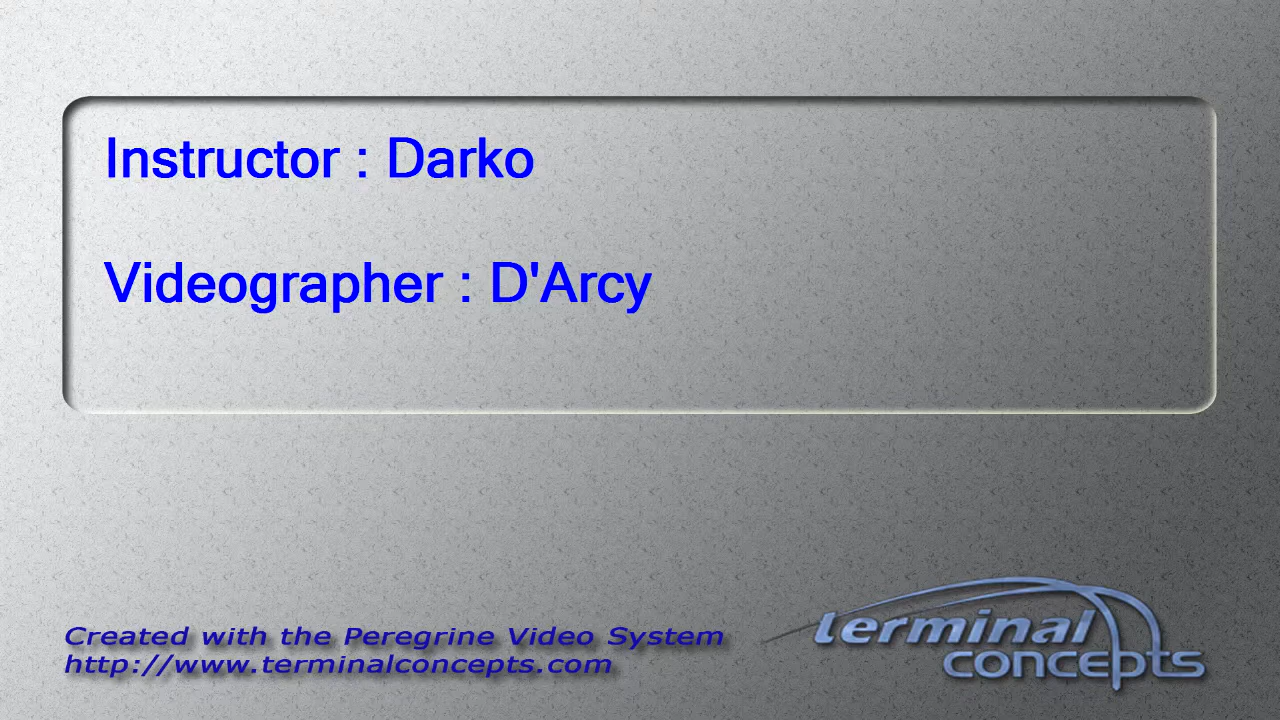 Instructor : Darko
Videographer : D'Arcy
Created with the Peregrine Video System
http://www.terminalconcepts.com
terminal
concepts